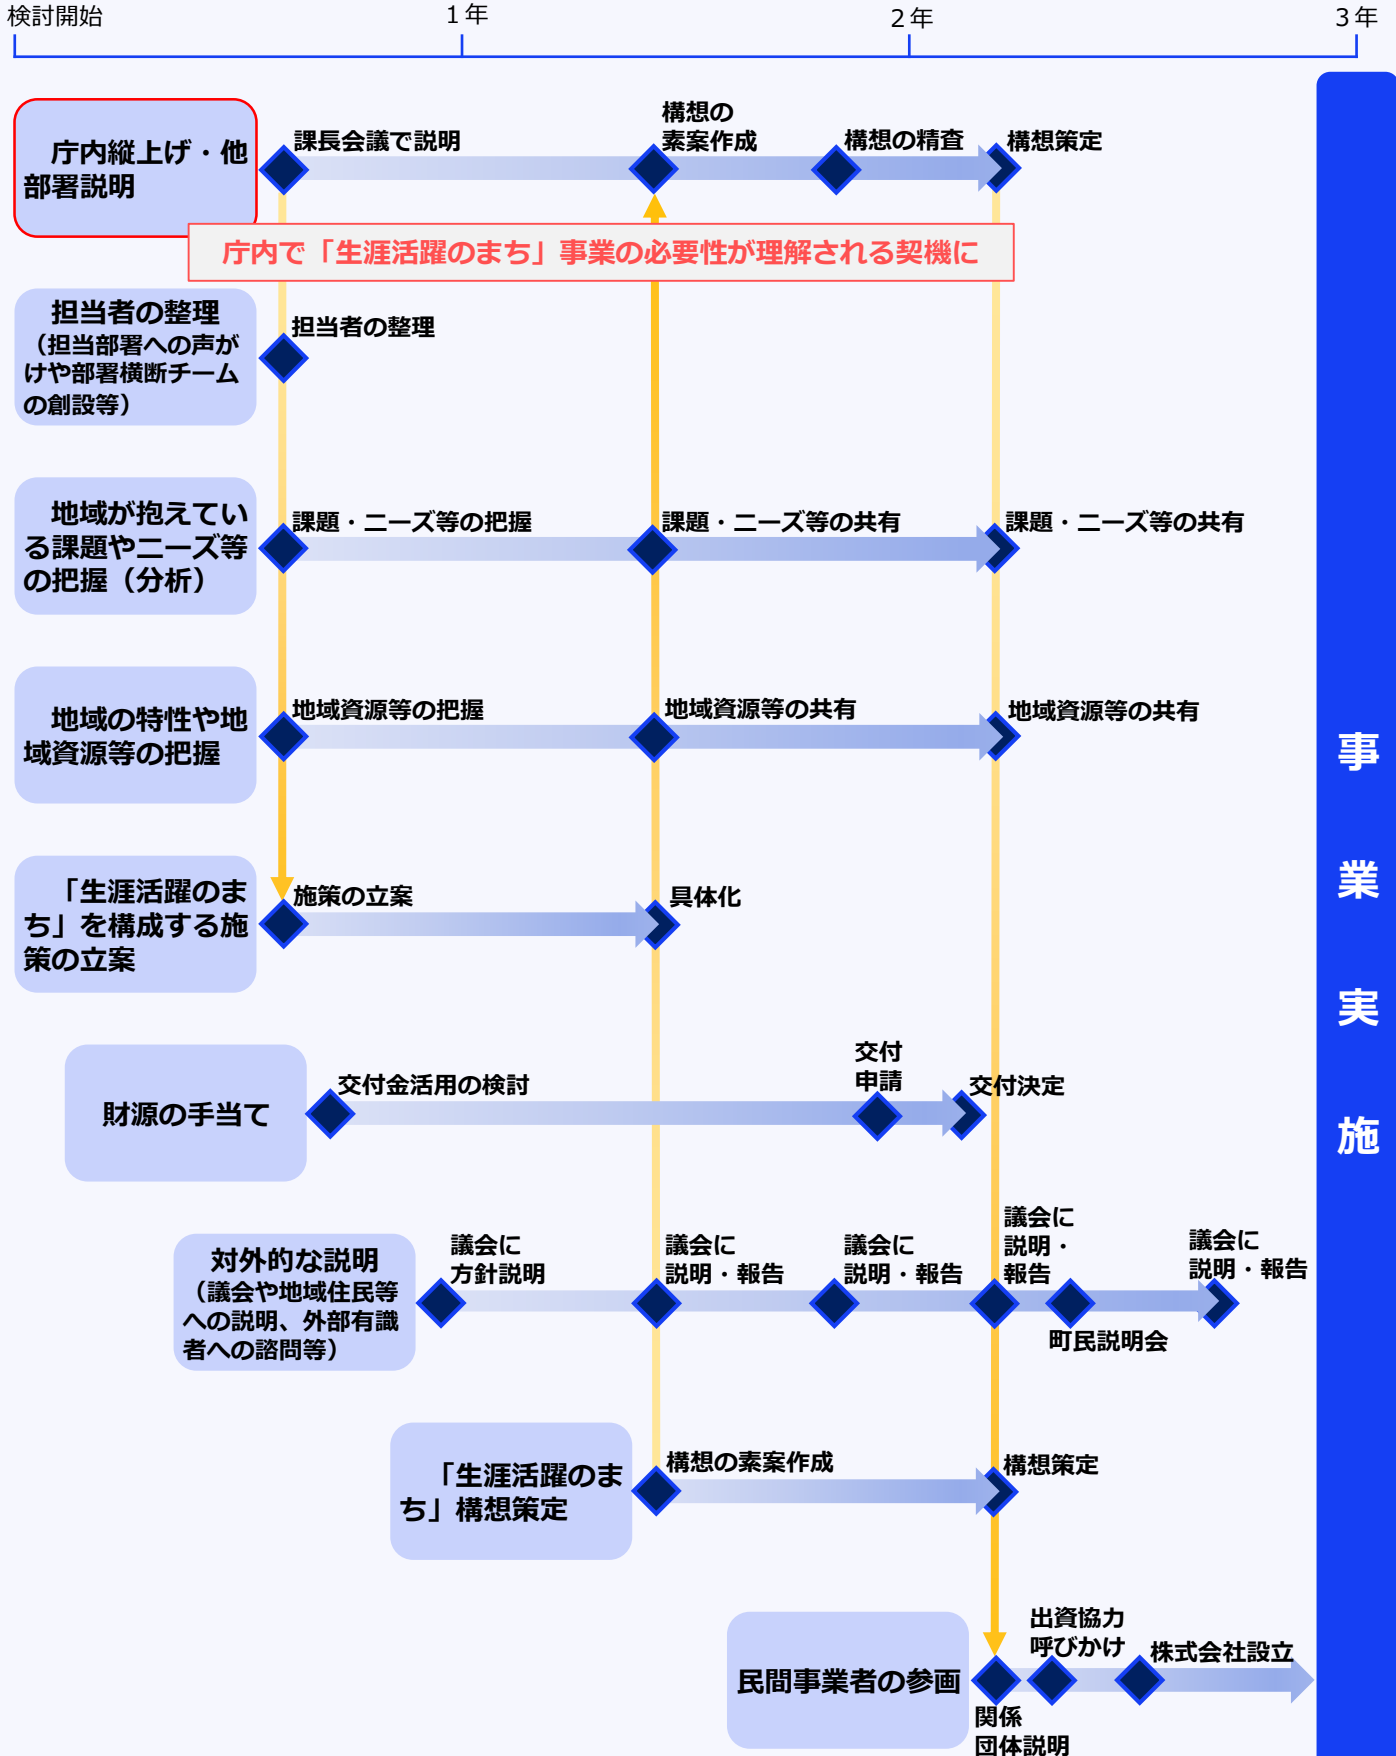 検討開始
1年
2年
3年
庁内縦上げ・他
部署説明
課長会議で説明
構想の
素案作成
構想の精査
構想策定
庁内で「生涯活躍のまち」事業の必要性が理解される契機に
担当者の整理
（担当部署への声が
けや部署横断チーム
の創設等）
担当者の整理
地域が抱えてい
る課題やニーズ等
の把握（分析）
課題・ニーズ等の把握
課題・ニーズ等の共有
課題・ニーズ等の共有
地域の特性や地
域資源等の把握
地域資源等の把握
地域資源等の共有
地域資源等の共有
「生涯活躍のま
ち」を構成する施
策の立案
施策の立案
具体化
財源の手当て
交付金活用の検討
交付
申請
交付決定
対外的な説明
（議会や地域住民等
への説明、外部有識
者への諮問等）
議会に
方針説明
議会に
説明・報告
議会に
説明・報告
議会に
説明・
報告
町民説明会
議会に
説明・報告
「生涯活躍のま
ち」構想策定
構想の素案作成
構想策定
民間事業者の参画
関係
団体説明
出資協力
呼びかけ
株式会社設立
事
業
実
施